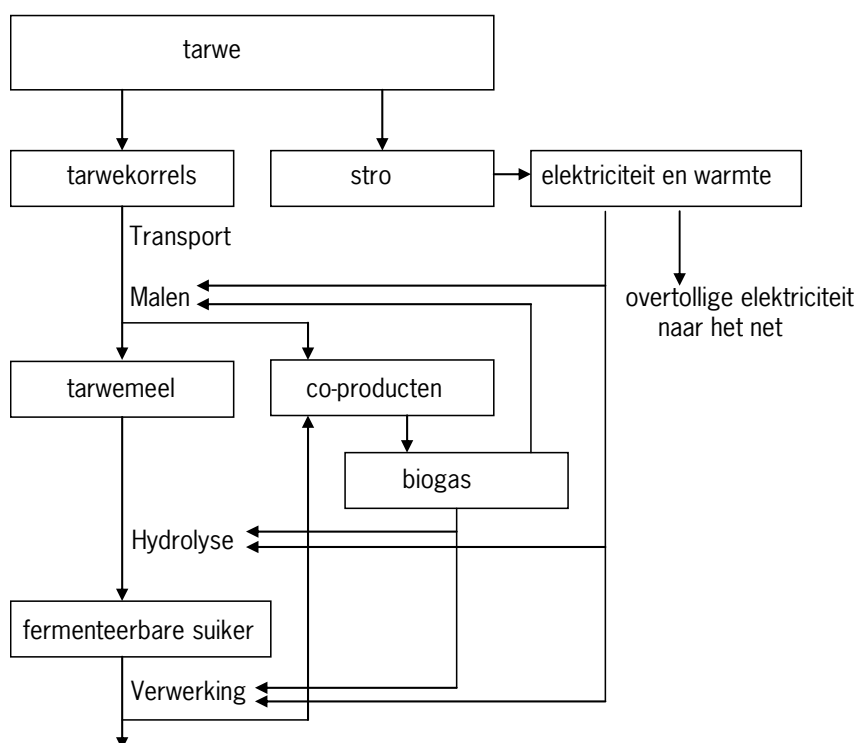 tarwe
tarwekorrels
stro
elektriciteit en warmte
Transport
Malen
overtollige elektriciteit
naar het net
tarwemeel
co-producten
biogas
Hydrolyse
fermenteerbare suiker
Verwerking